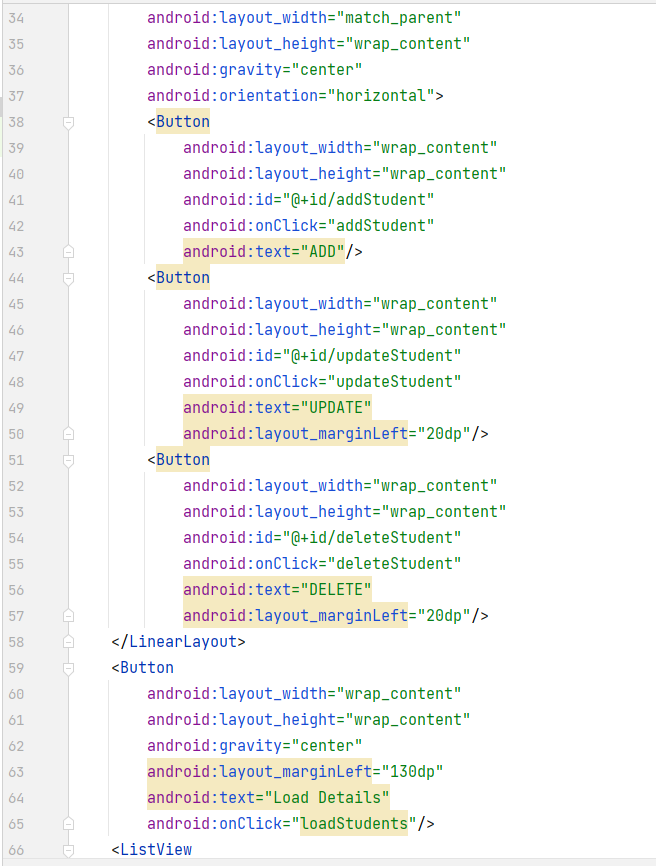 34 android:layout_width="match_parent"
35 android:layout_height="wrap_content"
36 android:gravity="center"
37 android:orientation="horizontal">
38 <Button
39 android:layout_width="wrap_content"
40 android:layout_height="wrap_content"
41 android:id="@+id/addStudent"
42 android:onClick="addStudent"
43 android:text="ADD"/>
44 <Button
45 android:layout_width="wrap_content"
46 android:layout_height="wrap_content"
47 android:id="@+id/updateStudent"
48 android:onClick="updateStudent"
49 android:text="UPDATE"
50 android:layout_marginLeft="20dp"/>
51 <Button
52 android:layout_width="wrap_content"
53 android:layout_height="wrap_content"
54 android:id="@+id/deleteStudent"
55 android:onClick="deleteStudent"
56 android:text="DELETE"
57 android:layout_marginLeft="20dp"/>
58 </LinearLayout>
59 <Button
60 android:layout_width="wrap_content"
61 android:layout_height="wrap_content"
62 android:gravity="center"
63 android:layout_marginLeft="130dp"
64 android:text="Load Details"
65 android:onClick="loadStudents"/>
66 <ListView